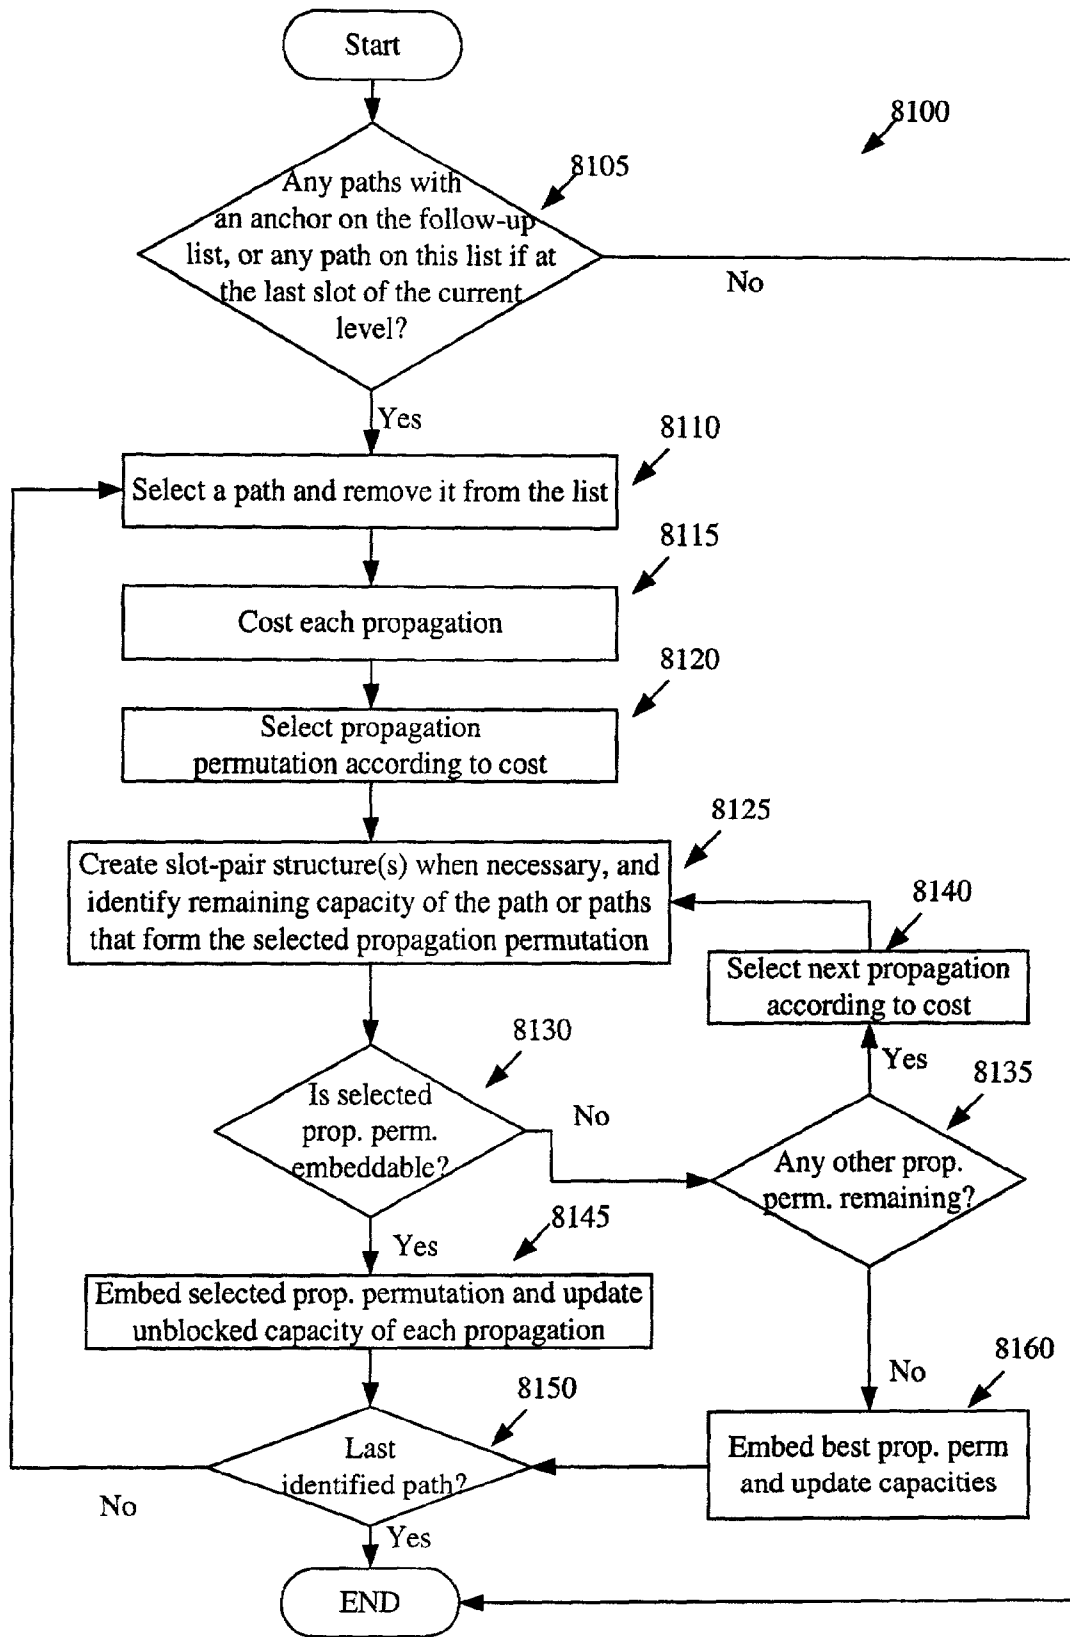 Start
8100
8105
Any paths with
an anchor on the follow-up
list, or any path on this list if at
the last slot of the current
level?
No
Yes
8110
Select a path and remove it from the list
8115
Cost each propagation
8120
Select propagation
permutation according to cost
8125
Create slot-pair structure(s) when necessary, and
identify remaining capacity of the path or paths
that form the selected propagation permutation
8140
Select next propagation
according to cost
8130
Is selected
prop. perm.
embeddable?
No
Yes
8135
Any other prop.
perm. remaining?
Yes
8145
Embed selected prop. permutation and update
unblocked capacity of each propagation
No
8160
Embed best prop. perm
and update capacities
8150
Last
identified path?
No
Yes
END